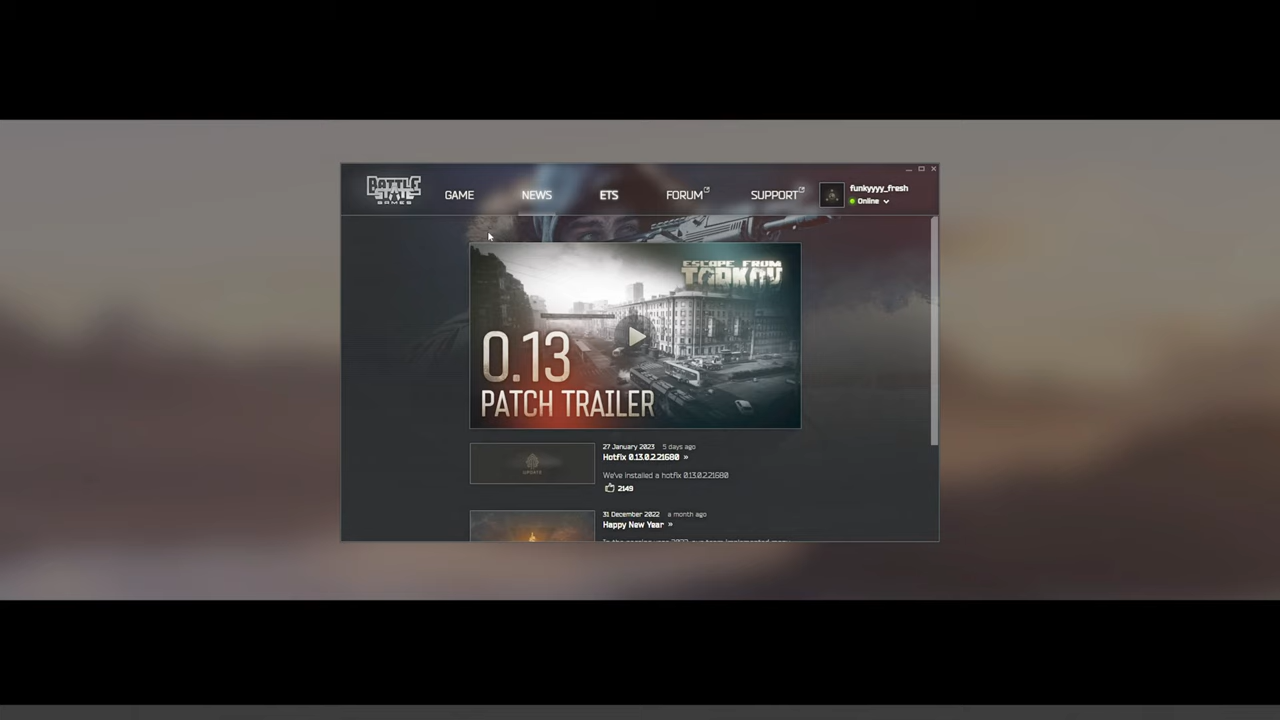 BATTLE
GAMES
GAME
NEWS
ETS
FORUM
SUPPORT
funkyyyy_fresh
Online
ESCAPE FROM
TARKOV
0.13
PATCH TRAILER
UPDATE
27 January 2023 5 days ago
Hotfix 0.13.0.2.21680 »
We've installed a hotfix 0.13.0.2.21680
2149
31 December 2022 a month ago
Happy New Year »